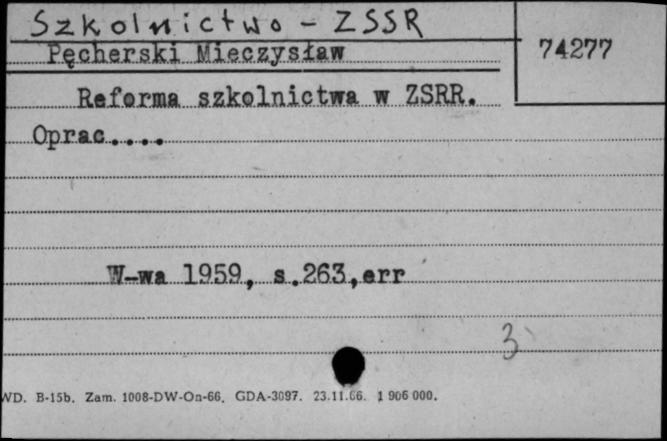 Szkolnictwo - ZSSR
Pęcherski Mieczysław
74277
Reforma szkolnictwa w ZSRR.
Oprac....
W-wa 1959, s.263,err
3
WD. B-15b. Zam. 1008-DW-On-66. GDA-3097. 23.11.66. 1 906 000.